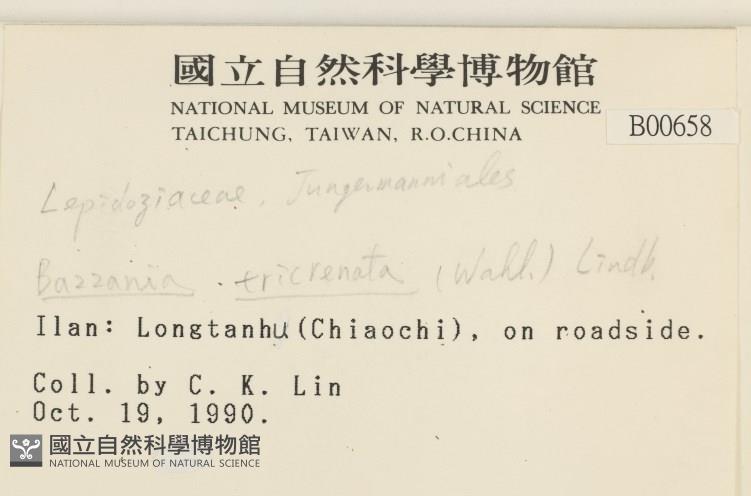 國立自然科學博物館
NATIONAL MUSEUM OF NATURAL SCIENCE
TAICHUNG, TAIWAN, R.O.CHINA
B00658
Lepidoziaceae, Jungermanniales
Bazzania tricrenata (Wahl.) Lindb.
Ilan: Longtanhu(Chiaochi), on roadside.
Coll. by C. K. Lin
Oct. 19, 1990.
國立自然科學博物館
NATIONAL MUSEUM OF NATURAL SCIENCE